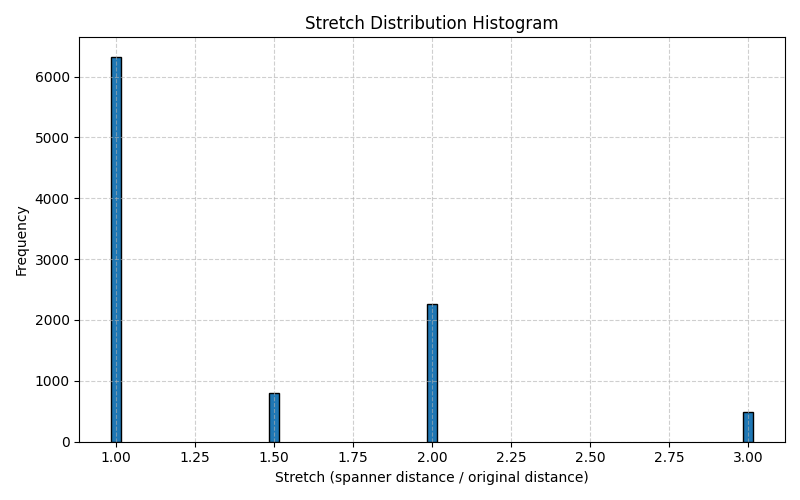 Stretch Distribution Histogram
Frequency
6000
5000
4000
3000
2000
1000
0
1.00 1.25 1.50 1.75 2.00 2.25 2.50 2.75 3.00
Stretch (spanner distance / original distance)